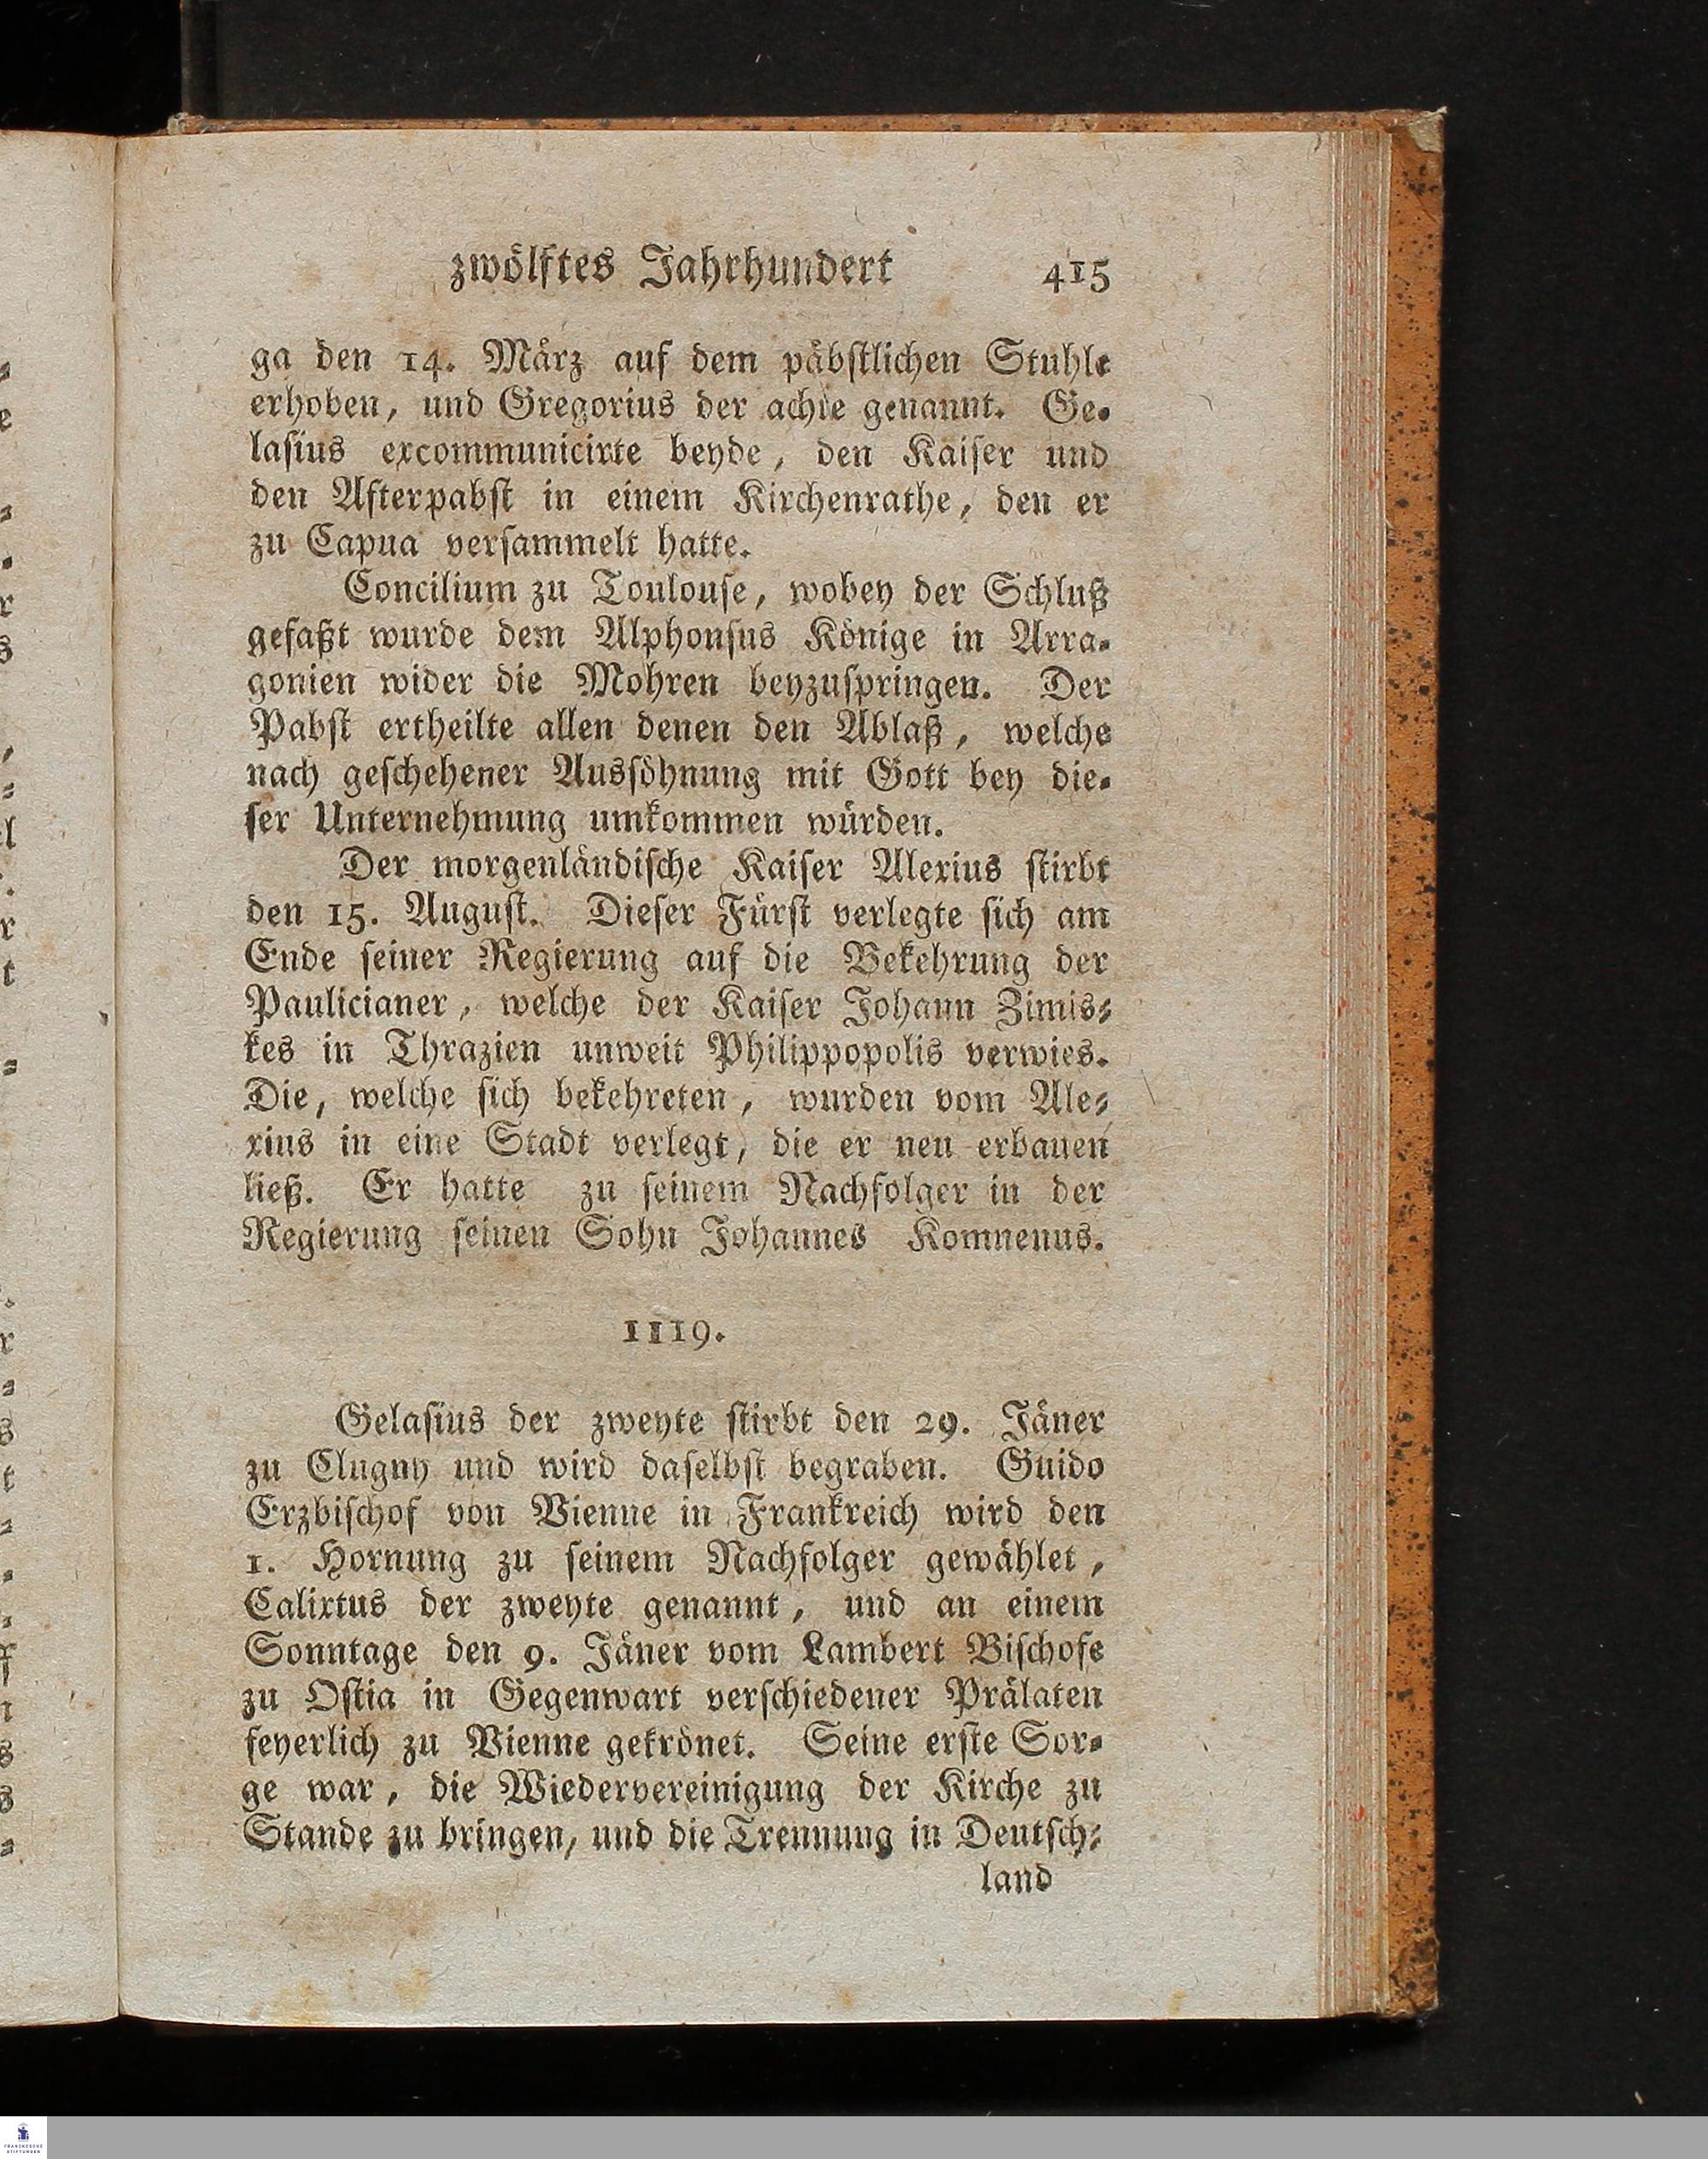 zwölftes Jahrhundert 415
ga den 14. März auf dem päbstlichen Stuhle
erhoben, und Gregorius der achte genannt. Ge-
lasius excommunicirte beyde, den Kaiser und
den Afterpabst in einem Kirchenrathe, den er
zu Capua versammelt hatte.
Concilium zu Toulouse, wobey der Schluß
gefaßt wurde dem Alphonsus Könige in Arra-
gonien wider die Mohren beyzuspringen. Der
Pabst ertheilte allen denen den Ablaß, welche
nach geschehener Aussöhnung mit Gott bey die-
ser Unternehmung umkommen würden.
Der morgenländische Kaiser Alexius stirbt
den 15. August. Dieser Fürst verlegte sich am
Ende seiner Regierung auf die Bekehrung der
Paulicianer, welche der Kaiser Johann Zimis-
kes in Thrazien unweit Philippopolis verwies.
Die, welche sich bekehreten, wurden vom Ale-
xius in eine Stadt verlegt, die er neu erbauen
ließ. Er hatte zu seinem Nachfolger in der
Regierung seinen Sohn Johannes Komnenus.
1119.
Gelasius der zweyte stirbt den 29. Jäner
zu Clugny und wird daselbst begraben. Guido
Erzbischof von Vienne in Frankreich wird den
1. Hornung zu seinem Nachfolger gewählet,
Calixtus der zweyte genannt, und an einem
Sonntage den 9. Jäner vom Lambert Bischofe
zu Ostia in Gegenwart verschiedener Prälaten
feyerlich zu Vienne gekrönet. Seine erste Sor-
ge war, die Wiedervereinigung der Kirche zu
Stande zu bringen, und die Trennung in Deutsch-
land
FRANCKESCHE
STIFTUNGEN